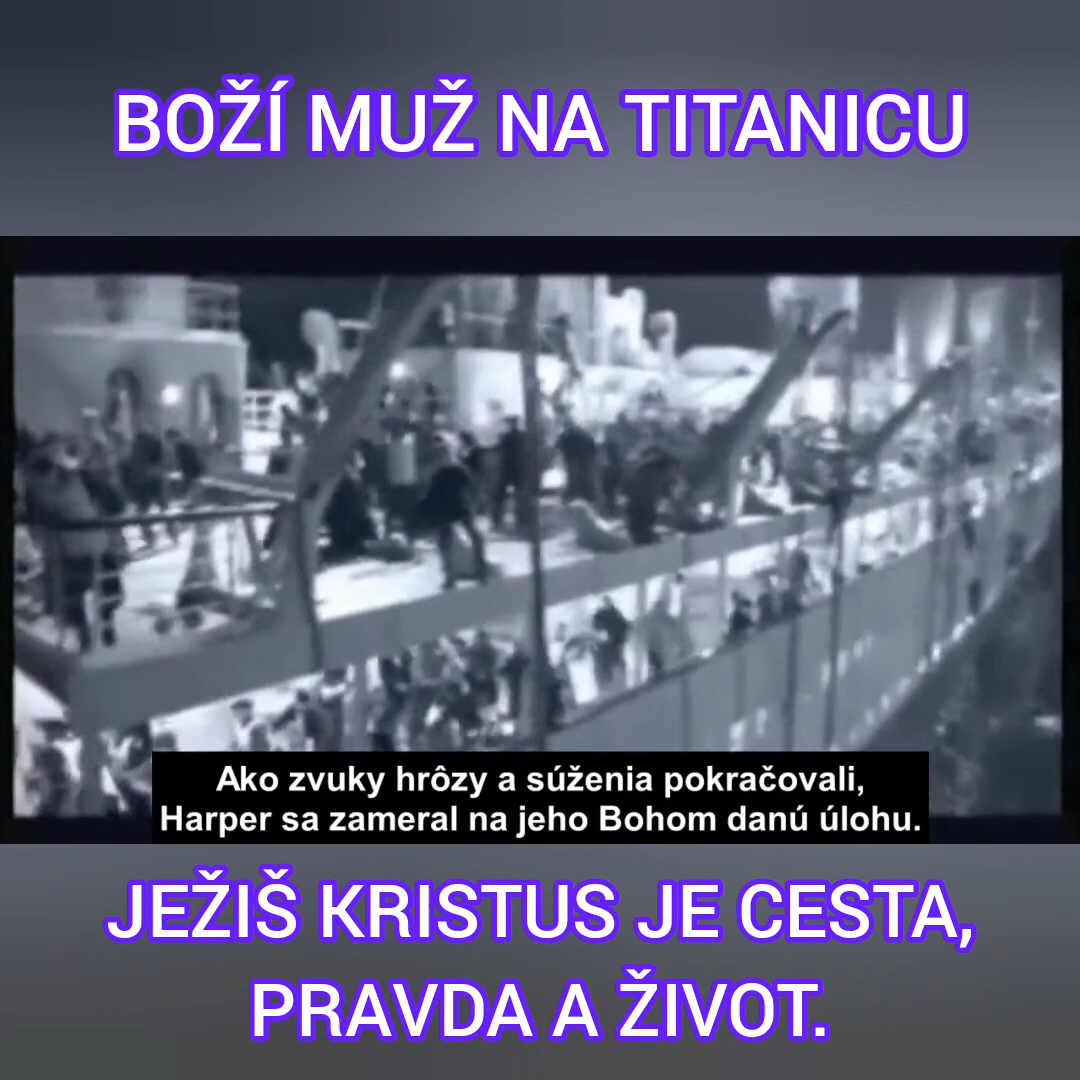 BOŽÍ MUŽ NA TITANICU
Ako zvuky hrôzy a súženia pokračovali,
Harper sa zameral na jeho Bohom danú úlohu.
JEŽIŠ KRISTUS JE CESTA,
PRAVDA A ŽIVOT.